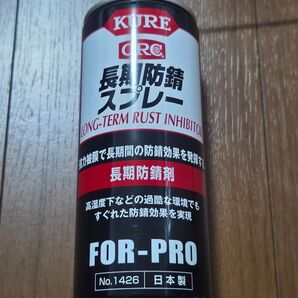 KURE
CRC
長期防錆
スプレー
LONG-TERM RUST INHIBITOR
力被膜で長期間の防錆効果を発揮す
長期防錆剤
高湿度下などの過酷な環境でも
すぐれた防錆効果を実現
FOR-PRO
No.1426 日本製